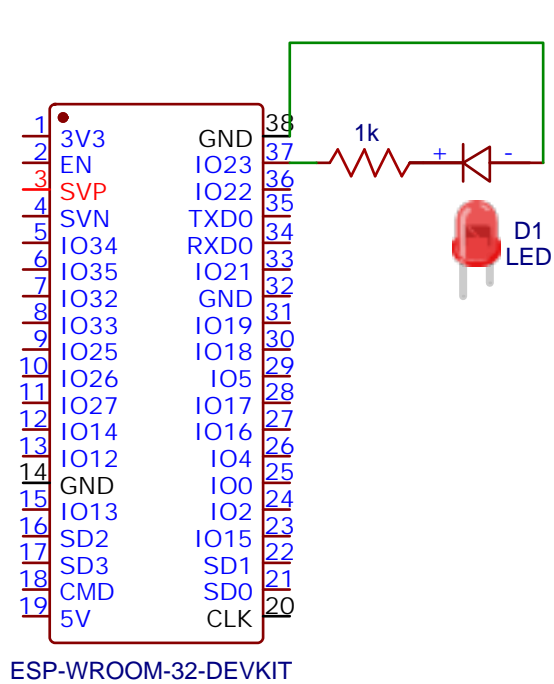 1 3V3
2 EN
3 SVP
4 SVN
5 IO34
6 IO35
7 IO32
8 IO33
9 IO25
10 IO26
11 IO27
12 IO14
13 IO12
14 GND
15 IO13
16 SD2
17 SD3
18 CMD
19 5V
GND 38
IO23 37
IO22 36
TXD0 35
RXD0 34
IO21 33
GND 32
IO19 31
IO18 30
IO5 29
IO17 28
IO16 27
IO4 26
IO0 25
IO2 24
IO15 23
SD1 22
SD0 21
CLK 20
1k
+ -
D1
LED
ESP-WROOM-32-DEVKIT